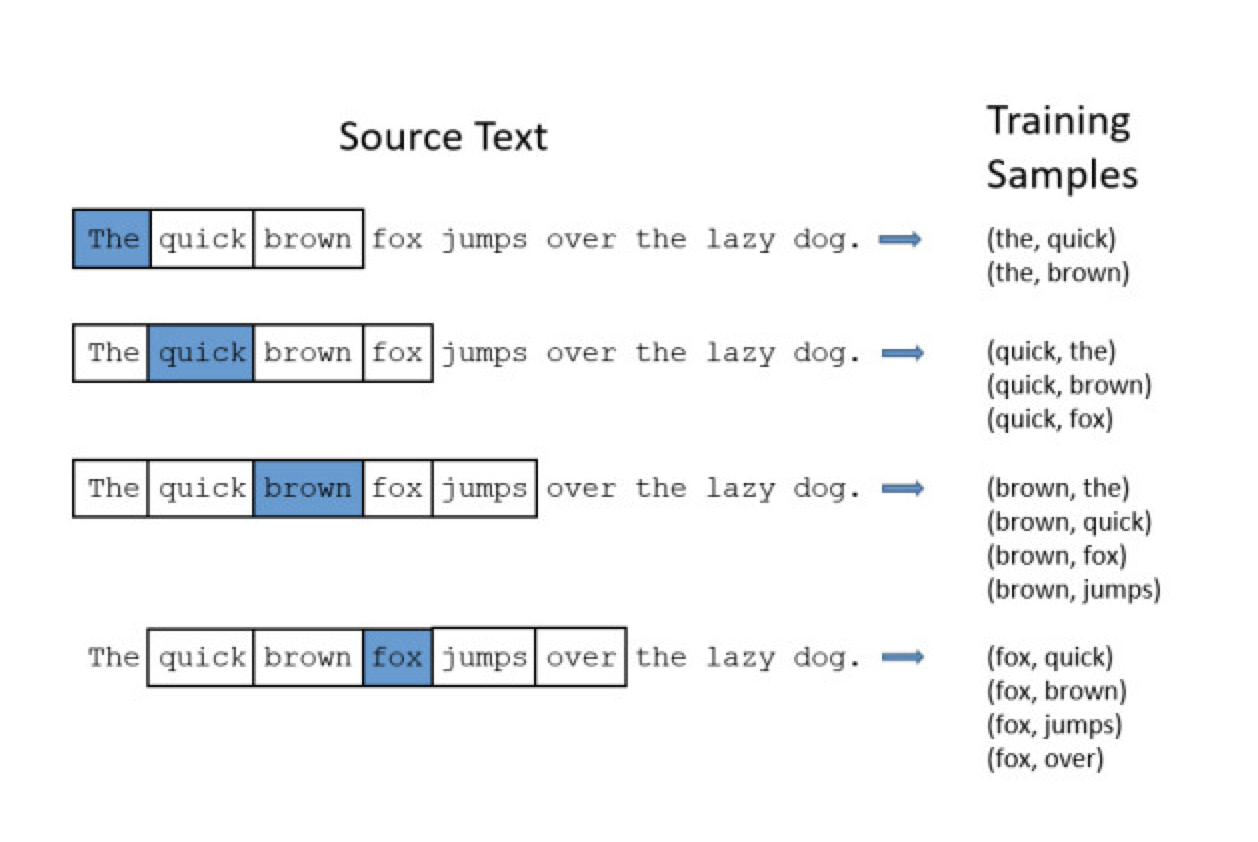 Source Text
Training
Samples
The quick brown fox jumps over the lazy dog.
(the, quick)
(the, brown)
The quick brown fox jumps over the lazy dog.
(quick, the)
(quick, brown)
(quick, fox)
The quick brown fox jumps over the lazy dog.
(brown, the)
(brown, quick)
(brown, fox)
(brown, jumps)
The quick brown fox jumps over the lazy dog.
(fox, quick)
(fox, brown)
(fox, jumps)
(fox, over)